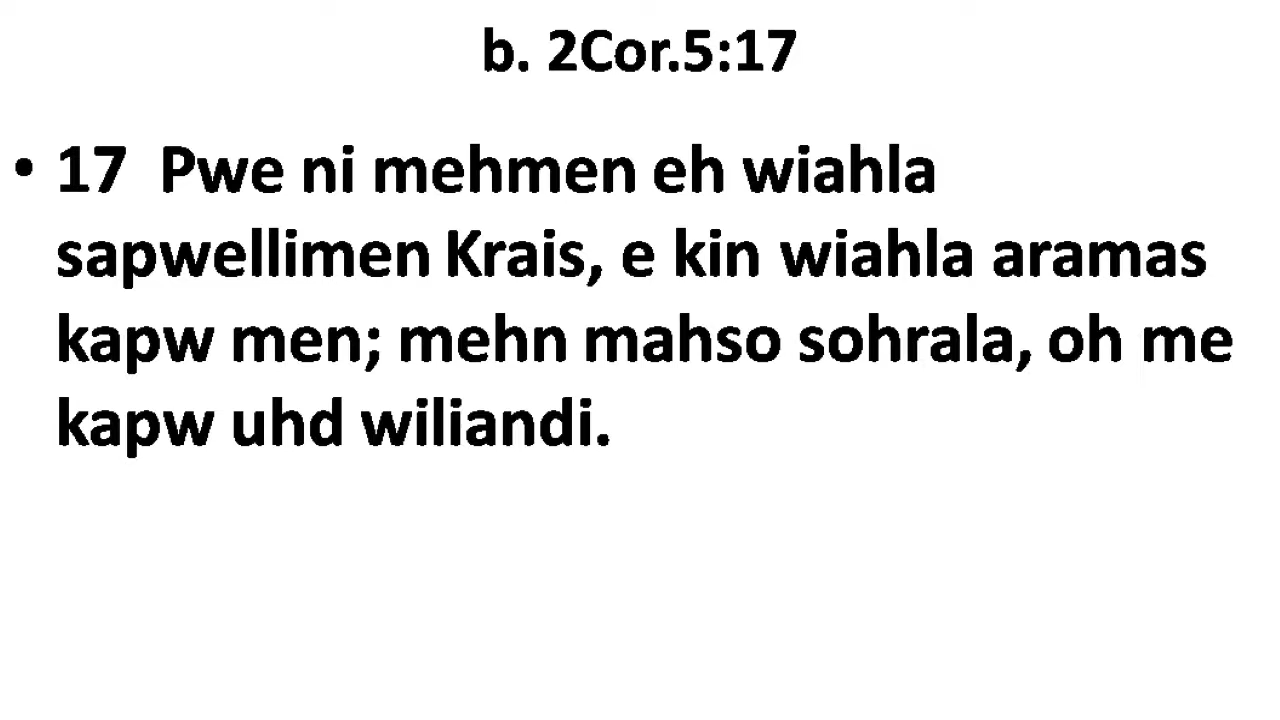 b. 2Cor.5:17
• 17  Pwe ni mehmen eh wiahla
sapwellimen Krais, e kin wiahla aramas
kapw men; mehn mahso sohrala, oh me
kapw uhd wiliandi.